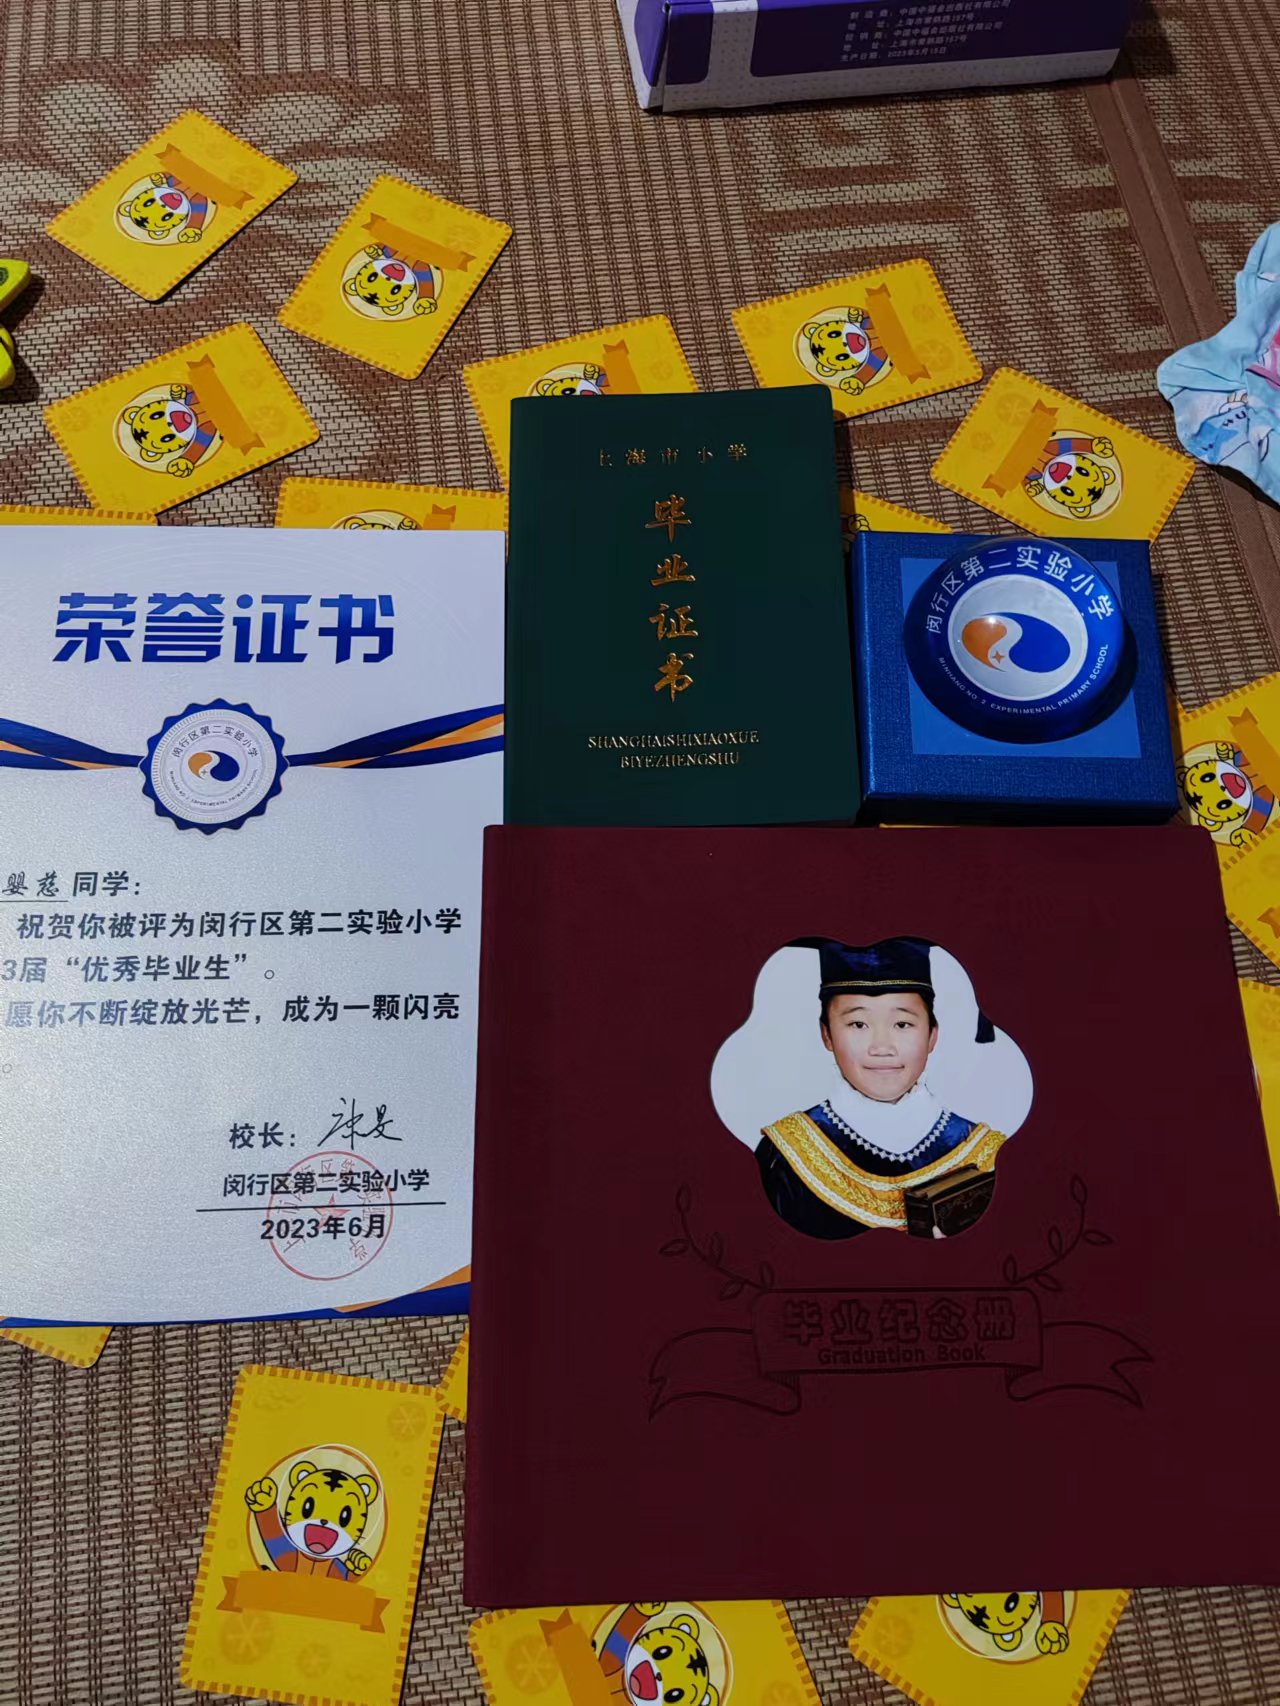 制 造 商：中国中福会出版社有限公司
地 址：上海市常熟路157号
经 销 商：中国中福会出版社有限公司
地 址：上海市常熟路157号
生产日期：2023年5月15日
上海市小学
毕业证书
SHANGHAISHIXIAOXUE
BIYEZHENGSHU
闵行区第二实验小学
MINHANG NO.2 EXPERIMENTAL PRIMARY SCHOOL
荣誉证书
闵行区第二实验小学
MINHANG NO.2 EXPERIMENTAL PRIMARY SCHOOL
婴慈同学：
祝贺你被评为闵行区第二实验小学
3届“优秀毕业生”。
愿你不断绽放光芒，成为一颗闪亮
。
校长：
闵行区第二实验小学
2023年6月
毕业纪念册
Graduation Book